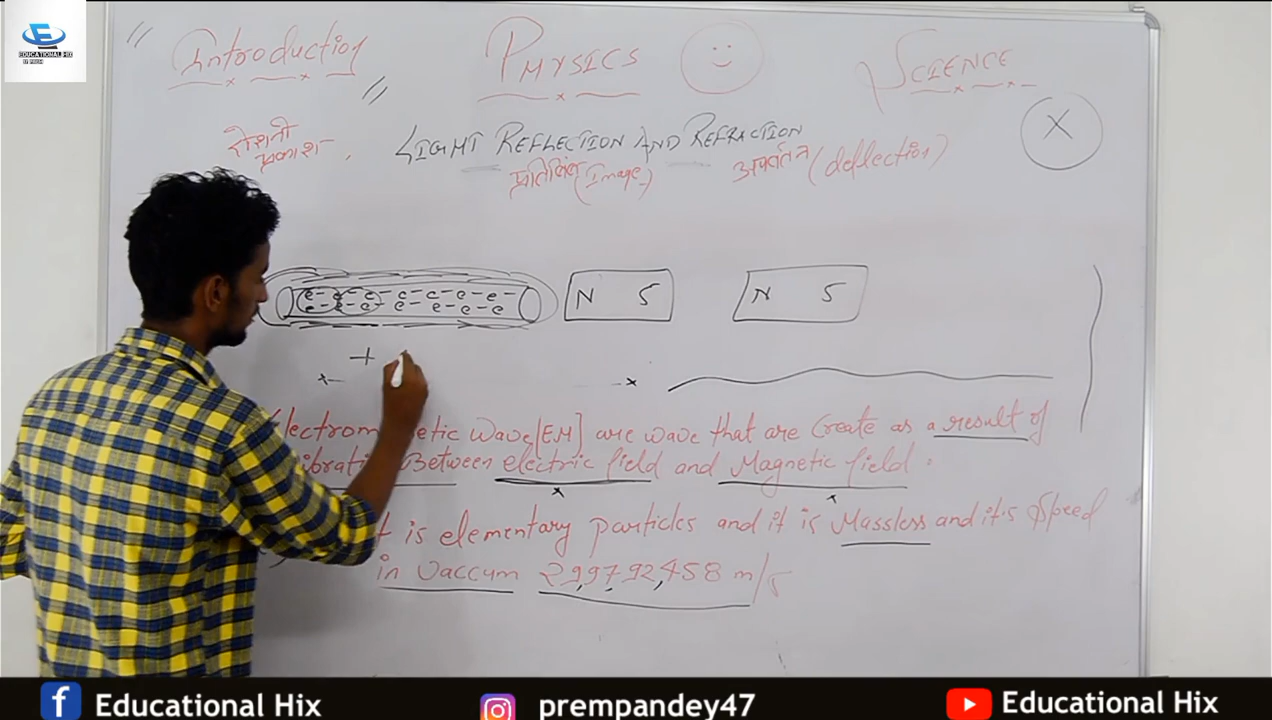 EDUCATIONAL HIX
" Introduction "
PHYSICS
SCIENCE
रोशनी
प्रकाश
LIGHT REFLECTION AND REFRACTION
X
प्रतिबिंब (Image)
अपवर्तन (deflection)
e- e- e- e- e- e- e-
e- e- e- e- e- e-
N S
N S
+
Wave [E.M] are wave that are Create as a result of
Between electric field and Magnetic field.
is elementary particles and it is Massless and it's Speed
in Vaccum 299,792,458 m/s
Educational Hix
prempandey47
Educational Hix